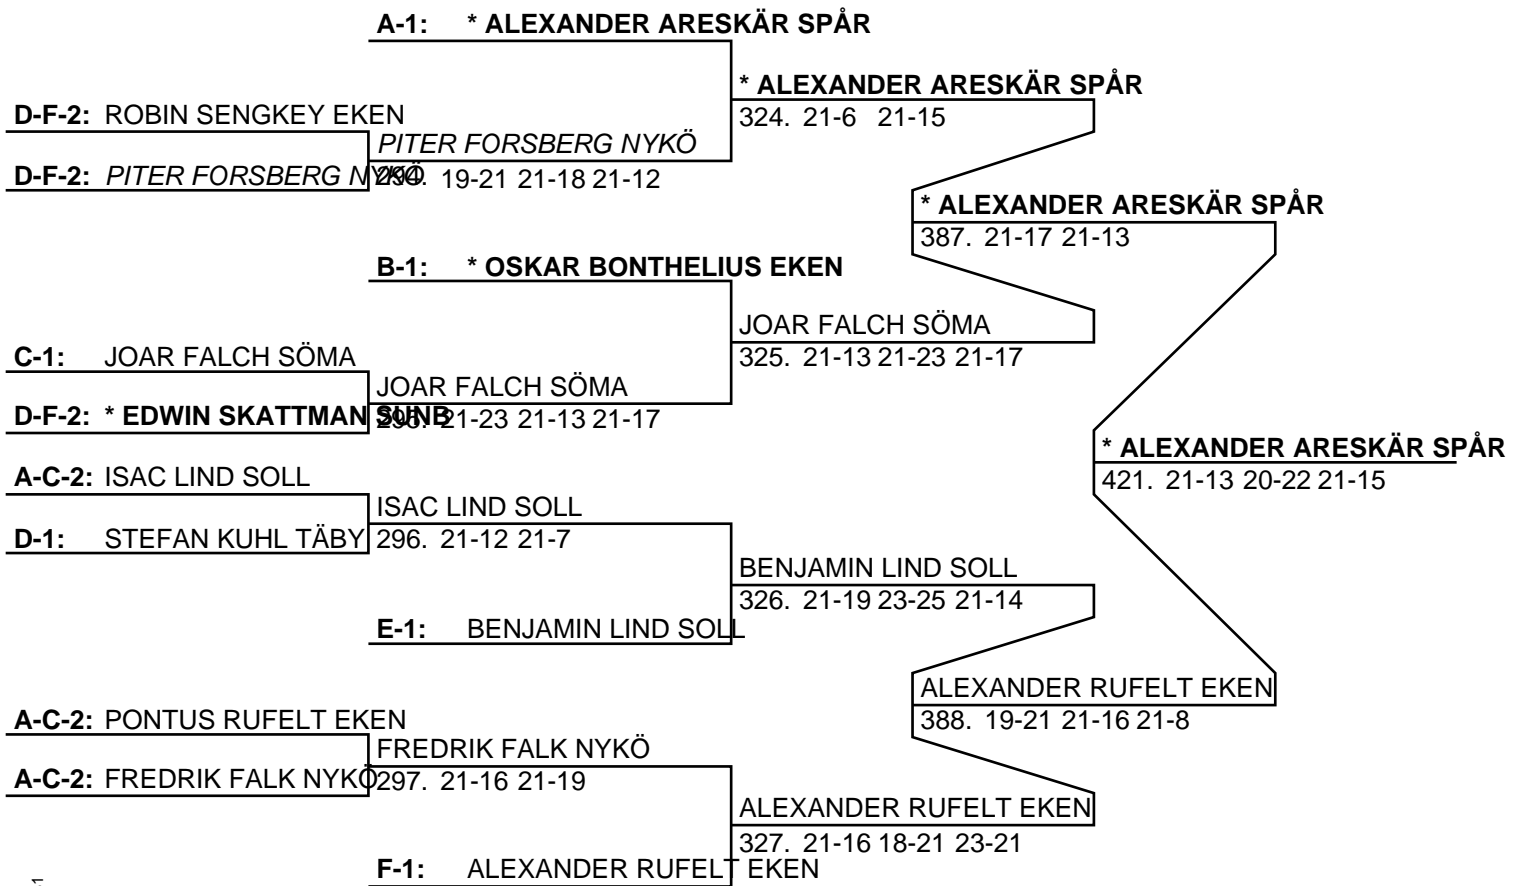 A-1: * ALEXANDER ARESKÄR SPÅR
* ALEXANDER ARESKÄR SPÅR
324. 21-6 21-15
D-F-2: ROBIN SENGKEY EKEN
PITER FORSBERG NYKÖ
D-F-2: PITER FORSBERG NYKÖ
294. 19-21 21-18 21-12
* ALEXANDER ARESKÄR SPÅR
387. 21-17 21-13
B-1: * OSKAR BONTHELIUS EKEN
JOAR FALCH SÖMA
325. 21-13 21-23 21-17
C-1: JOAR FALCH SÖMA
JOAR FALCH SÖMA
D-F-2: * EDWIN SKATTMAN SUNB
295. 21-23 21-13 21-17
* ALEXANDER ARESKÄR SPÅR
421. 21-13 20-22 21-15
A-C-2: ISAC LIND SOLL
ISAC LIND SOLL
D-1: STEFAN KUHL TÄBY
296. 21-12 21-7
BENJAMIN LIND SOLL
326. 21-19 23-25 21-14
E-1: BENJAMIN LIND SOLL
ALEXANDER RUFELT EKEN
388. 19-21 21-16 21-8
A-C-2: PONTUS RUFELT EKEN
FREDRIK FALK NYKÖ
A-C-2: FREDRIK FALK NYKÖ
297. 21-16 21-19
ALEXANDER RUFELT EKEN
327. 21-16 18-21 23-21
F-1: ALEXANDER RUFELT EKEN
1